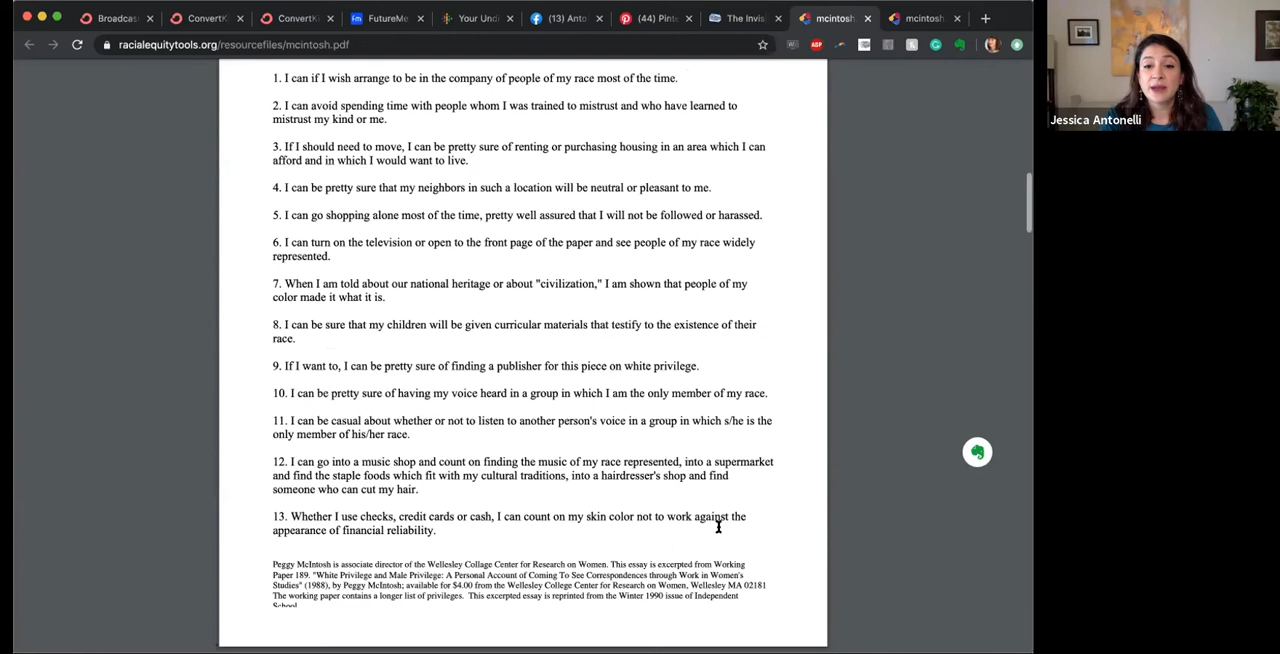 Broadcas
ConvertK
ConvertKi
FutureMe
Your Und
(13) Anto
(44) Pint
The Invis
mcintosh
mcintosh.
racialequitytools.org/resourcefiles/mcintosh.pdf
ABP
1. I can if I wish arrange to be in the company of people of my race most of the time.
2. I can avoid spending time with people whom I was trained to mistrust and who have learned to
mistrust my kind or me.
3. If I should need to move, I can be pretty sure of renting or purchasing housing in an area which I can
afford and in which I would want to live.
4. I can be pretty sure that my neighbors in such a location will be neutral or pleasant to me.
5. I can go shopping alone most of the time, pretty well assured that I will not be followed or harassed.
6. I can turn on the television or open to the front page of the paper and see people of my race widely
represented.
7. When I am told about our national heritage or about "civilization," I am shown that people of my
color made it what it is.
8. I can be sure that my children will be given curricular materials that testify to the existence of their
race.
9. If I want to, I can be pretty sure of finding a publisher for this piece on white privilege.
10. I can be pretty sure of having my voice heard in a group in which I am the only member of my race.
11. I can be casual about whether or not to listen to another person's voice in a group in which s/he is the
only member of his/her race.
12. I can go into a music shop and count on finding the music of my race represented, into a supermarket
and find the staple foods which fit with my cultural traditions, into a hairdresser's shop and find
someone who can cut my hair.
13. Whether I use checks, credit cards or cash, I can count on my skin color not to work against the
appearance of financial reliability.
Peggy McIntosh is associate director of the Wellesley Collage Center for Research on Women. This essay is excerpted from Working
Paper 189. "White Privilege and Male Privilege: A Personal Account of Coming To See Correspondences through Work in Women's
Studies" (1988), by Peggy McIntosh; available for $4.00 from the Wellesley College Center for Research on Women, Wellesley MA 02181
The working paper contains a longer list of privileges. This excerpted essay is reprinted from the Winter 1990 issue of Independent
School
Jessica Antonelli